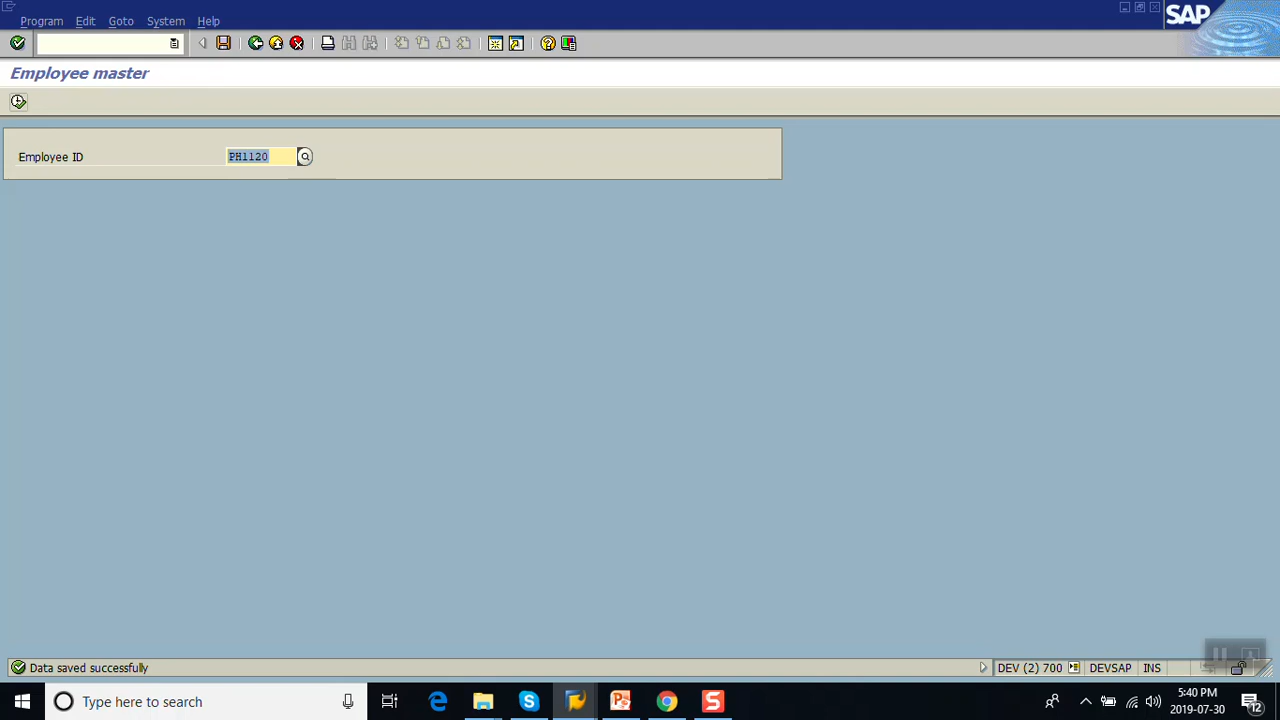 Program Edit Goto System Help
SAP
Employee master
Employee ID PH1120
Data saved successfully DEV (2) 700 DEVSAP INS
Type here to search
5:40 PM
2019-07-30
12